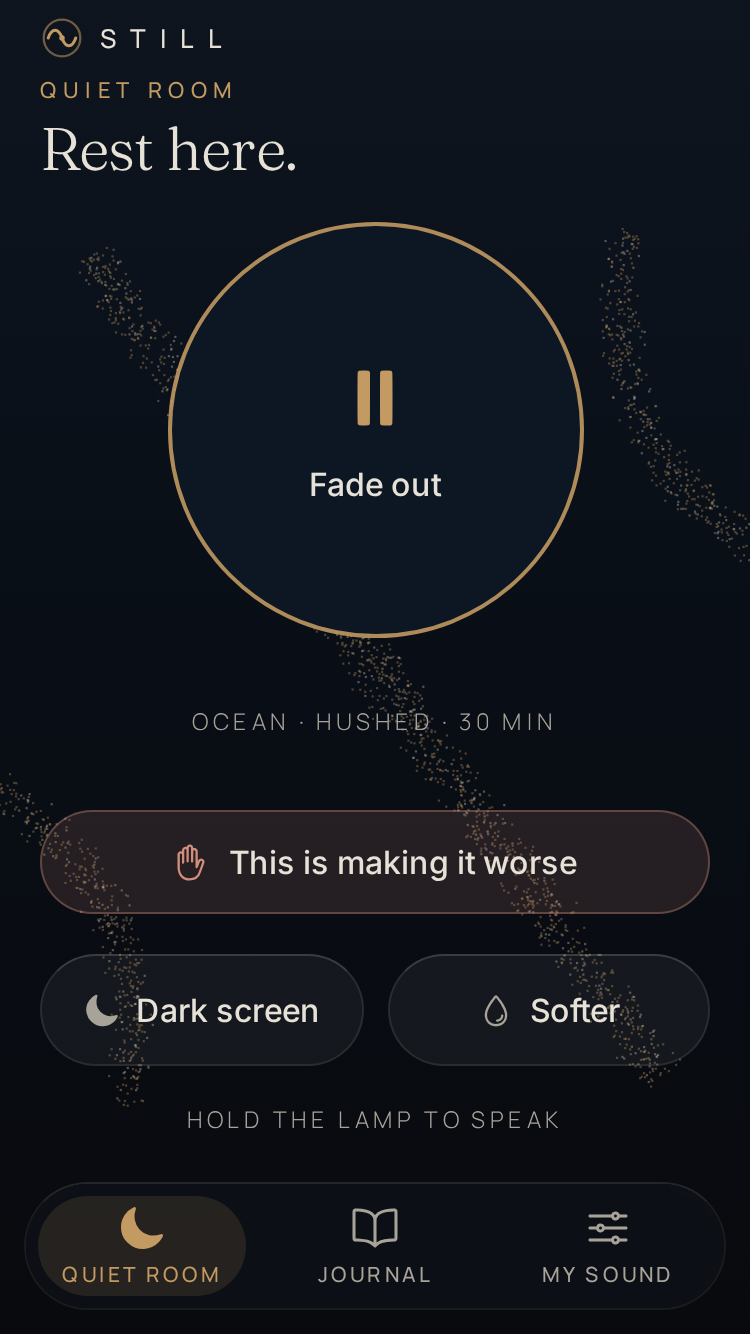 STILL
QUIET ROOM
Rest here.
Fade out
OCEAN · HUSHED · 30 MIN
This is making it worse
Dark screen
Softer
HOLD THE LAMP TO SPEAK
QUIET ROOM
JOURNAL
MY SOUND